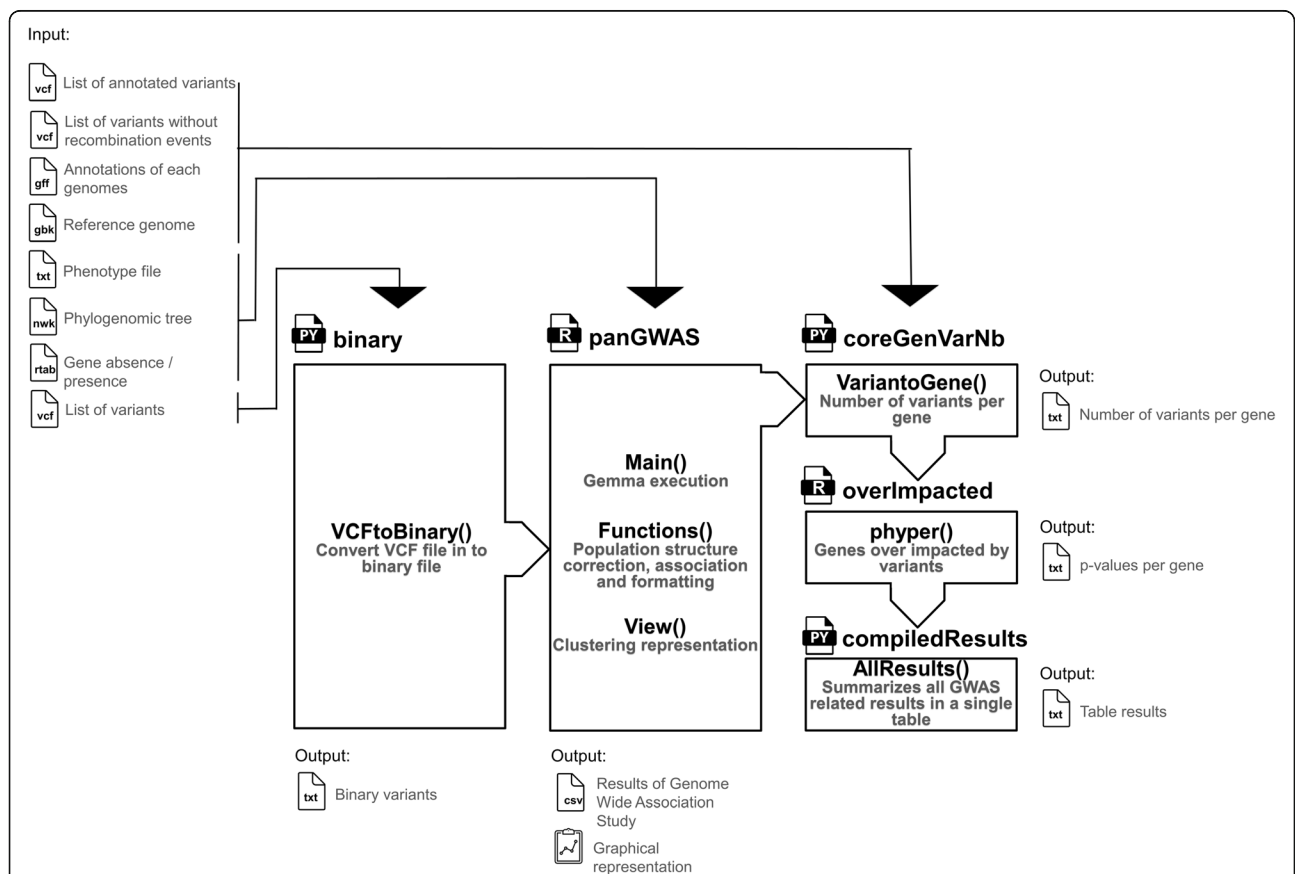 Input:
vcf List of annotated variants
vcf List of variants without
recombination events
gff Annotations of each
genomes
gbk Reference genome
txt Phenotype file
nwk Phylogenomic tree
rtab Gene absence /
presence
vcf List of variants
PY binary
VCFtoBinary()
Convert VCF file in to
binary file
Output:
txt Binary variants
R panGWAS
Main()
Gemma execution
Functions()
Population structure
correction, association
and formatting
View()
Clustering representation
Output:
csv Results of Genome
Wide Association
Study
Graphical
representation
PY coreGenVarNb
VariantoGene()
Number of variants per
gene
Output:
txt Number of variants per gene
R overImpacted
phyper()
Genes over impacted by
variants
Output:
txt p-values per gene
PY compiledResults
AllResults()
Summarizes all GWAS
related results in a single
table
Output:
txt Table results